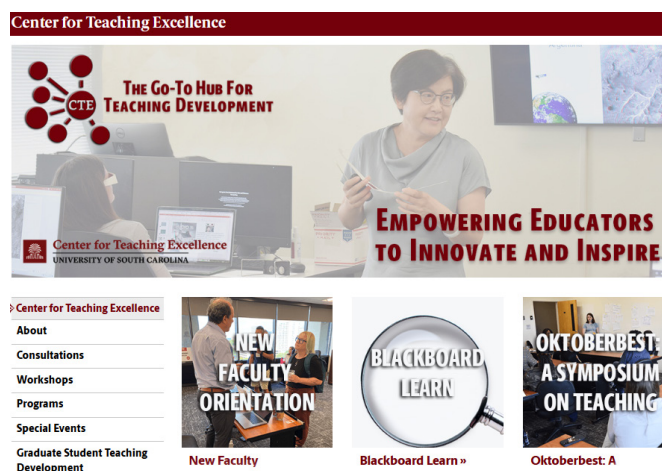 Center for Teaching Excellence
CTE
THE GO-TO HUB FOR
TEACHING DEVELOPMENT
EMPOWERING EDUCATORS
TO INNOVATE AND INSPIRE
Center for Teaching Excellence
UNIVERSITY OF SOUTH CAROLINA
Center for Teaching Excellence
About
Consultations
Workshops
Programs
Special Events
Graduate Student Teaching
Development
NEW
FACULTY
ORIENTATION
New Faculty
BLACKBOARD
LEARN
Blackboard Learn »
OKTOBERBEST:
A SYMPOSIUM
ON TEACHING
Oktoberbest: A